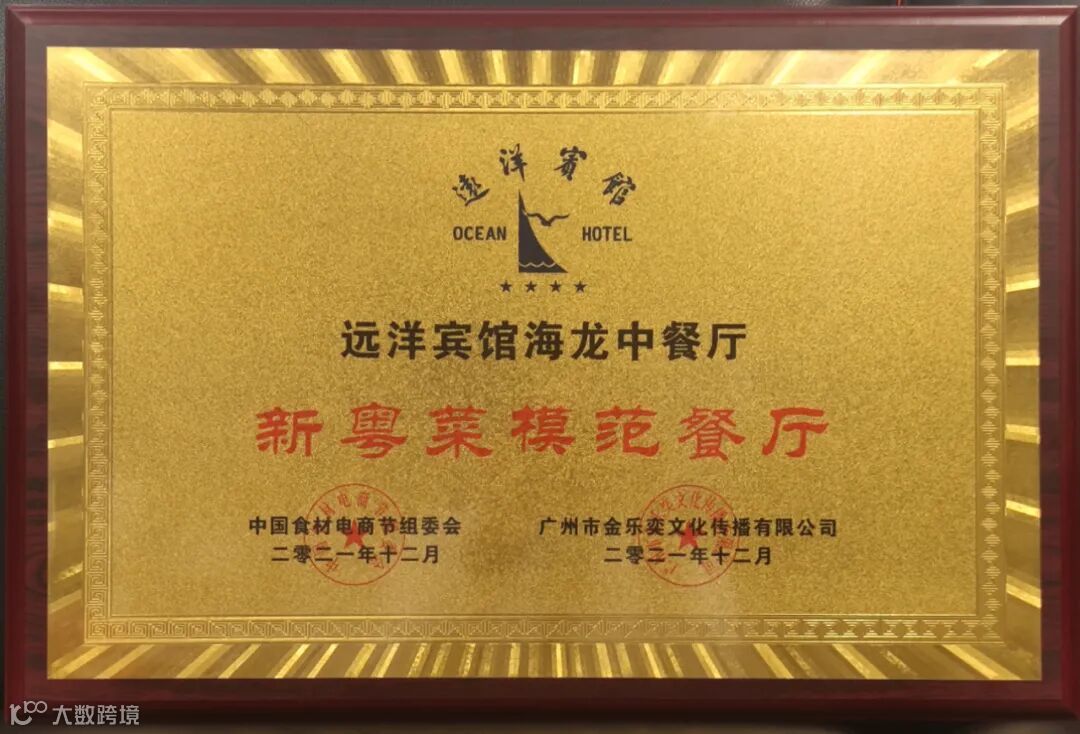 遠洋賓館
OCEAN HOTEL
★★★★
远洋宾馆海龙中餐厅
新粤菜模范餐厅
中国食材电商节组委会
二零二一年十二月
广州市金乐奕文化传播有限公司
二零二一年十二月
大数跨境